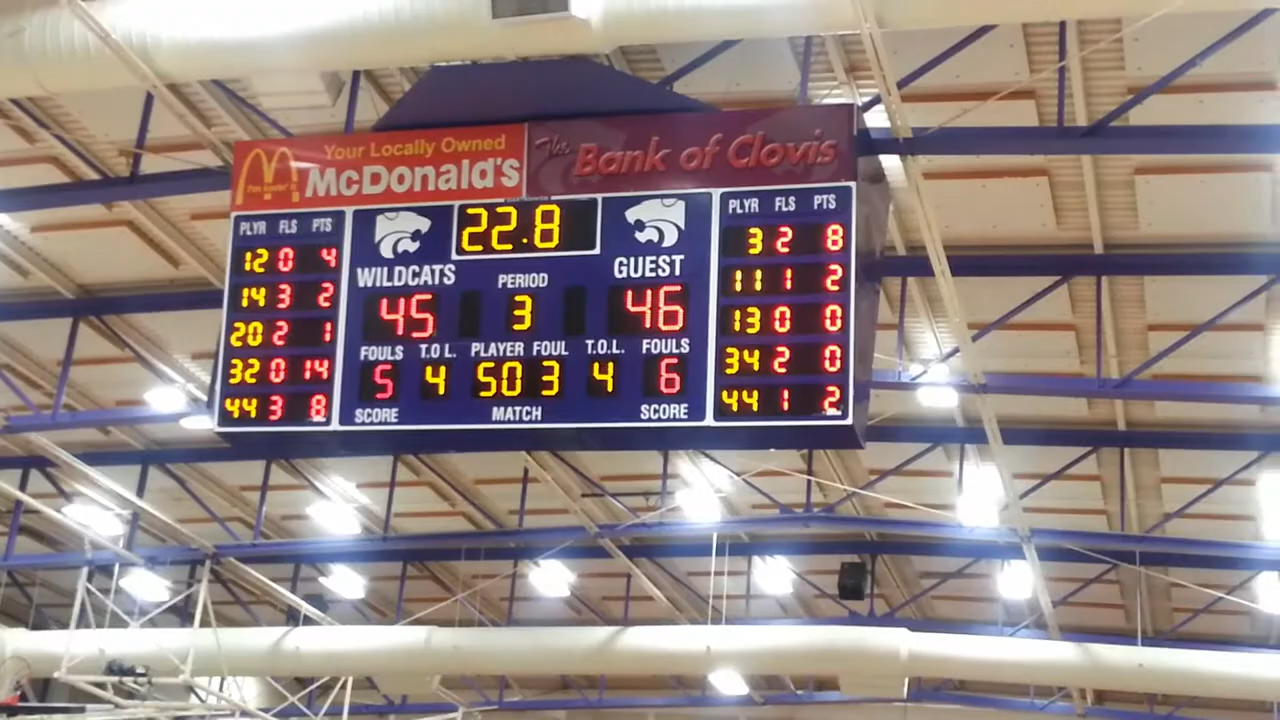 Your Locally Owned
McDonald's
i'm lovin' it
The Bank of Clovis
PLYR FLS PTS
12 0 4
14 3 2
20 2 1
32 0 14
44 3 8
22.8
WILDCATS PERIOD GUEST
45 3 46
FOULS T.O.L. PLAYER FOUL T.O.L. FOULS
5 4 50 3 4 6
SCORE MATCH SCORE
PLYR FLS PTS
3 2 8
11 1 2
13 0 0
34 2 0
44 1 2